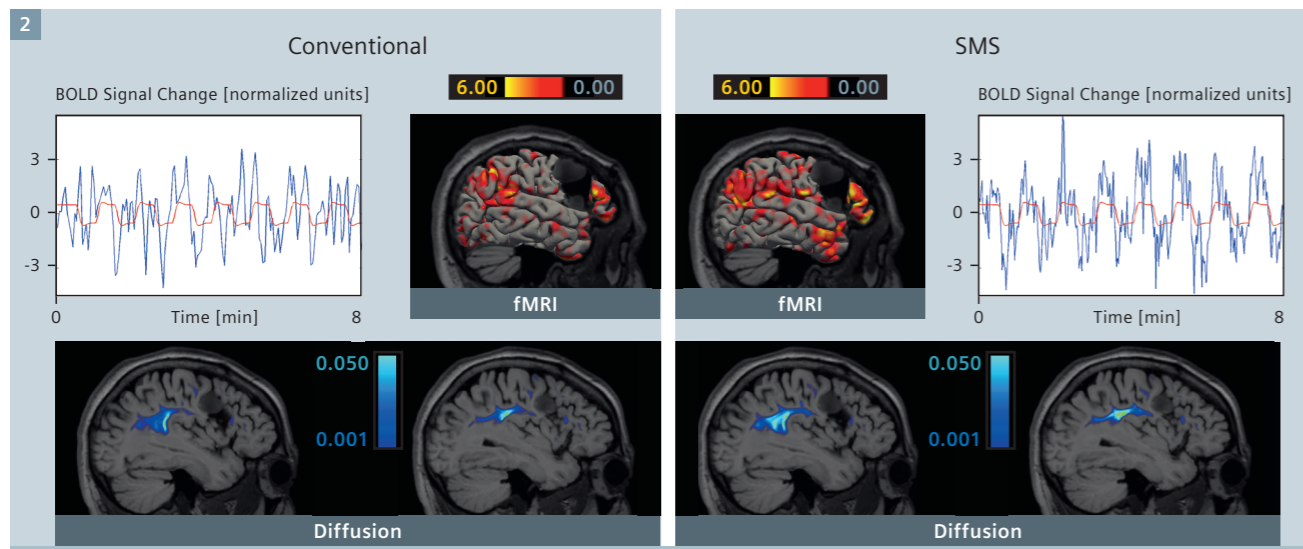 2
Conventional
6.00 0.00
BOLD Signal Change [normalized units]
3
0
-3
0 Time [min] 8
fMRI
0.050
0.001
Diffusion
SMS
6.00 0.00
BOLD Signal Change [normalized units]
3
0
-3
0 Time [min] 8
fMRI
0.050
0.001
Diffusion